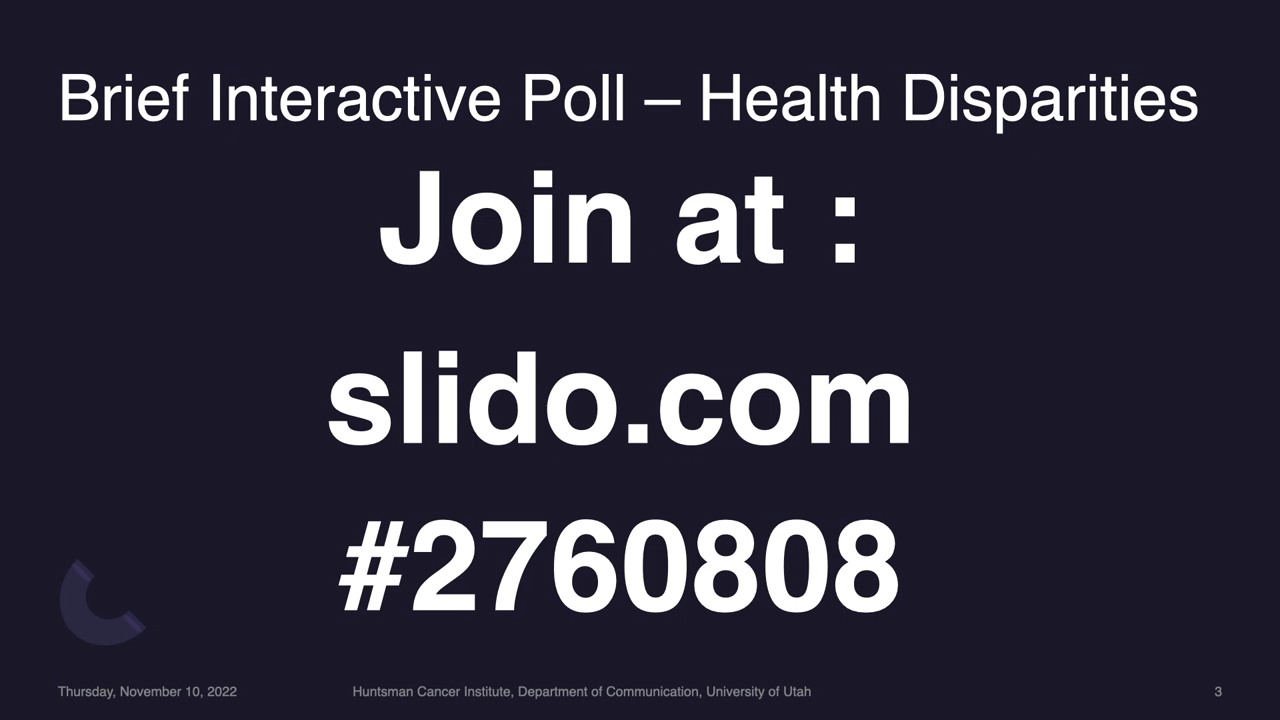 Brief Interactive Poll – Health Disparities
Join at :
slido.com
#2760808
Thursday, November 10, 2022
Huntsman Cancer Institute, Department of Communication, University of Utah
3